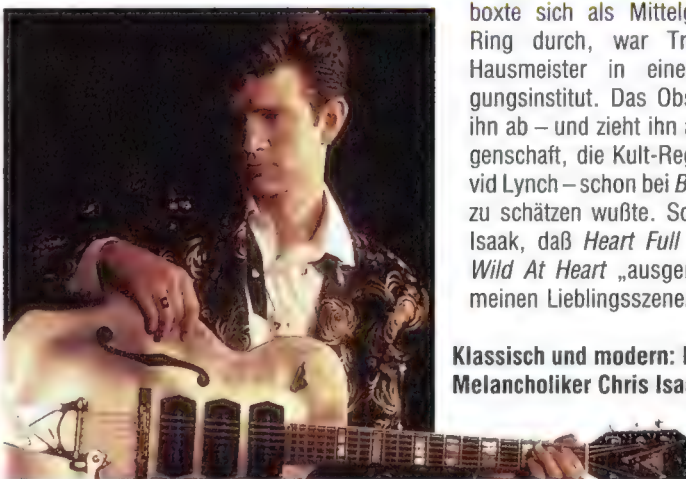 boxte sich als Mittelg
Ring durch, war Tr
Hausmeister in eine
gungsinstitut. Das Obs
ihn ab – und zieht ihn a
genschaft, die Kult-Reg
vid Lynch – schon bei B
zu schätzen wußte. So
Isaak, daß Heart Full
Wild At Heart „ausger
meinen Lieblingsszene
Klassisch und modern:
Melancholiker Chris Isa